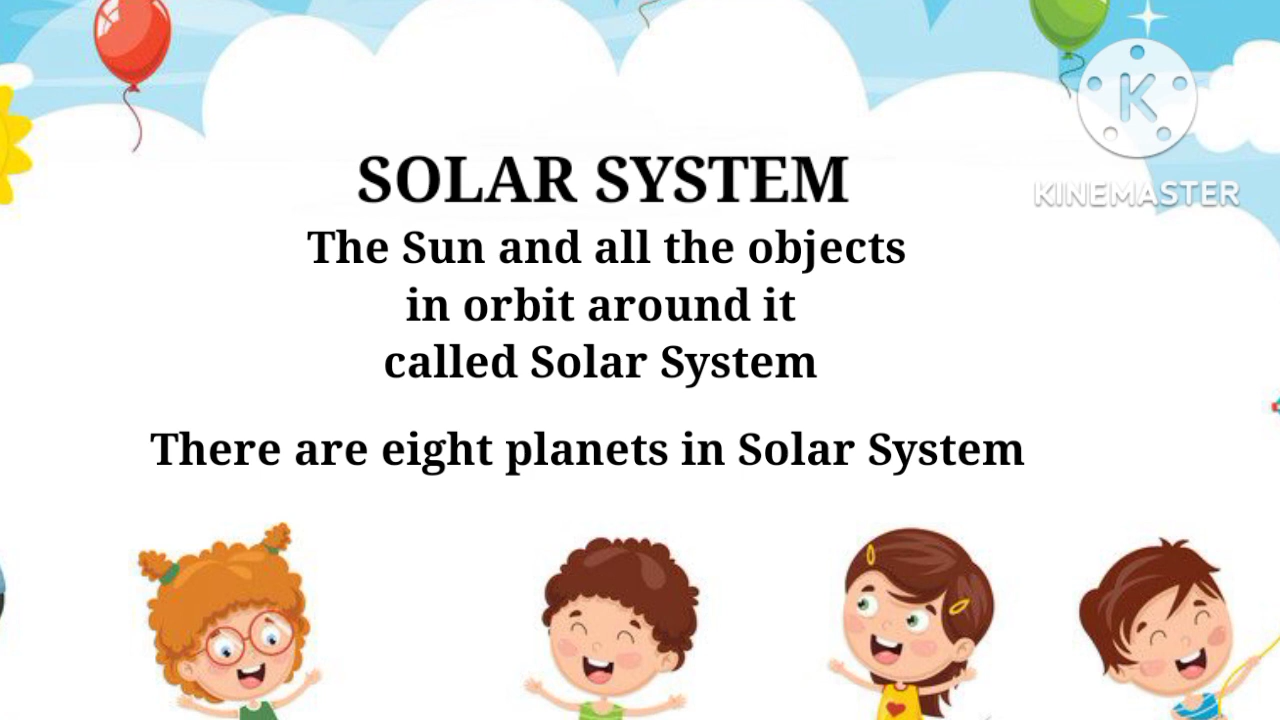 K
KINEMASTER
SOLAR SYSTEM
The Sun and all the objects
in orbit around it
called Solar System
There are eight planets in Solar System